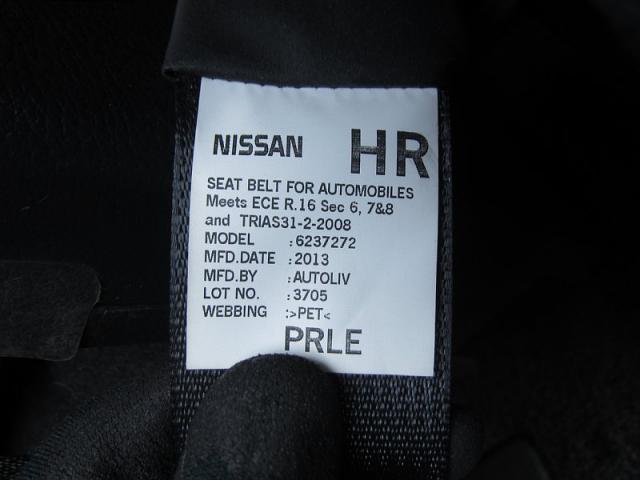 NISSAN HR
SEAT BELT FOR AUTOMOBILES
Meets ECE R.16 Sec 6, 7&8
and TRIAS31-2-2008
MODEL :6237272
MFD.DATE :2013
MFD.BY :AUTOLIV
LOT NO. :3705
WEBBING :>PET<
PRLE